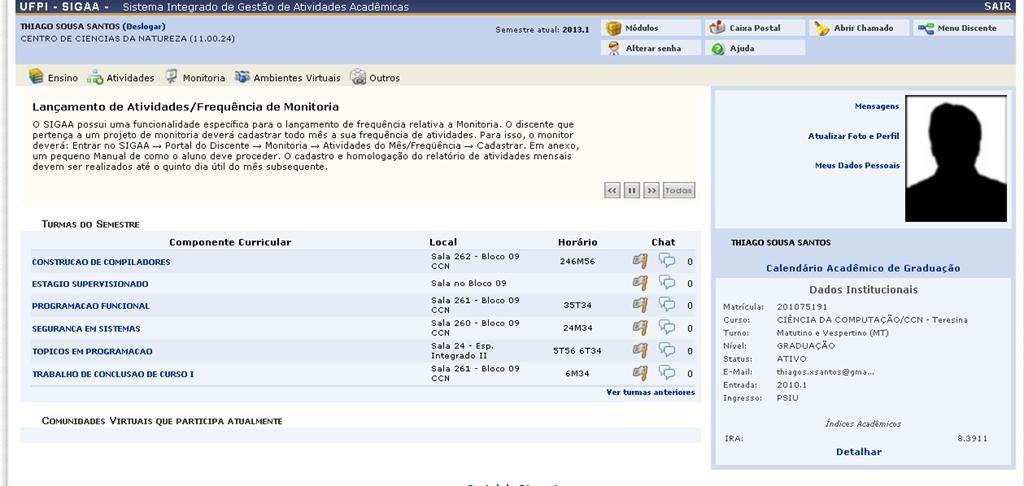 UFPI - SIGAA - Sistema Integrado de Gestão de Atividades Acadêmicas SAIR
THIAGO SOUSA SANTOS (Deslogar)
CENTRO DE CIENCIAS DA NATUREZA (11.00.24)
Semestre atual: 2013.1
Módulos Caixa Postal Abrir Chamado Menu Discente
Alterar senha Ajuda
Ensino Atividades Monitoria Ambientes Virtuais Outros
Lançamento de Atividades/Frequência de Monitoria
O SIGAA possui uma funcionalidade específica para o lançamento de frequência relativa a Monitoria. O discente que
pertença a um projeto de monitoria deverá cadastrar todo mês a sua frequência de atividades. Para isso, o monitor
deverá: Entrar no SIGAA → Portal do Discente → Monitoria → Atividades do Mês/Freqüência → Cadastrar. Em anexo,
um pequeno Manual de como o aluno deve proceder. O cadastro e homologação do relatório de atividades mensais
devem ser realizados até o quinto dia útil do mês subsequente.
Todas
TURMAS DO SEMESTRE
Componente Curricular Local Horário Chat
CONSTRUCAO DE COMPILADORES Sala 262 - Bloco 09 CCN 246M56 0
ESTAGIO SUPERVISIONADO Sala no Bloco 09 0
PROGRAMACAO FUNCIONAL Sala 261 - Bloco 09 CCN 35T34 0
SEGURANCA EM SISTEMAS Sala 260 - Bloco 09 CCN 24M34 0
TOPICOS EM PROGRAMACAO Sala 24 - Esp. Integrado II 5T56 6T34 0
TRABALHO DE CONCLUSAO DE CURSO I Sala 261 - Bloco 09 CCN 6M34 0
Ver turmas anteriores
COMUNIDADES VIRTUAIS QUE PARTICIPA ATUALMENTE
Mensagens
Atualizar Foto e Perfil
Meus Dados Pessoais
THIAGO SOUSA SANTOS
Calendário Acadêmico de Graduação
Dados Institucionais
Matrícula: 201075191
Curso: CIÊNCIA DA COMPUTAÇÃO/CCN - Teresina
Turno: Matutino e Vespertino (MT)
Nível: GRADUAÇÃO
Status: ATIVO
E-Mail: thiagos.xsantos@gma...
Entrada: 2010.1
Ingresso: PSIU
Índices Acadêmicos
IRA: 8.3911
Detalhar